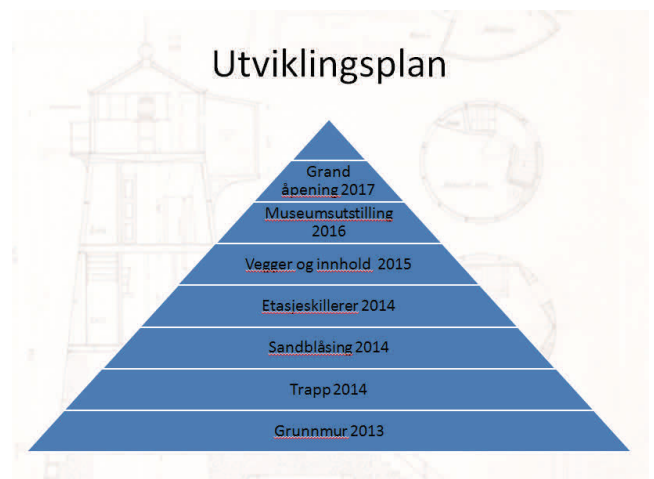 Utviklingsplan
Grand
åpening 2017
Museumsutstilling
2016
Vegger og innhold 2015
Etasjeskillerer 2014
Sandblåsing 2014
Trapp 2014
Grunnmur 2013